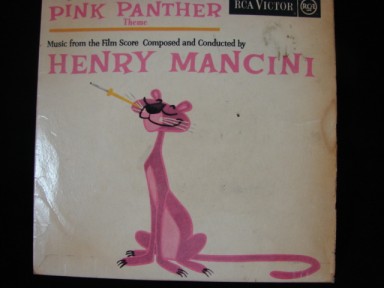 PINK PANTHER
Theme
RCA VICTOR
RCA
Music from the Film Score Composed and Conducted by
HENRY MANCINI